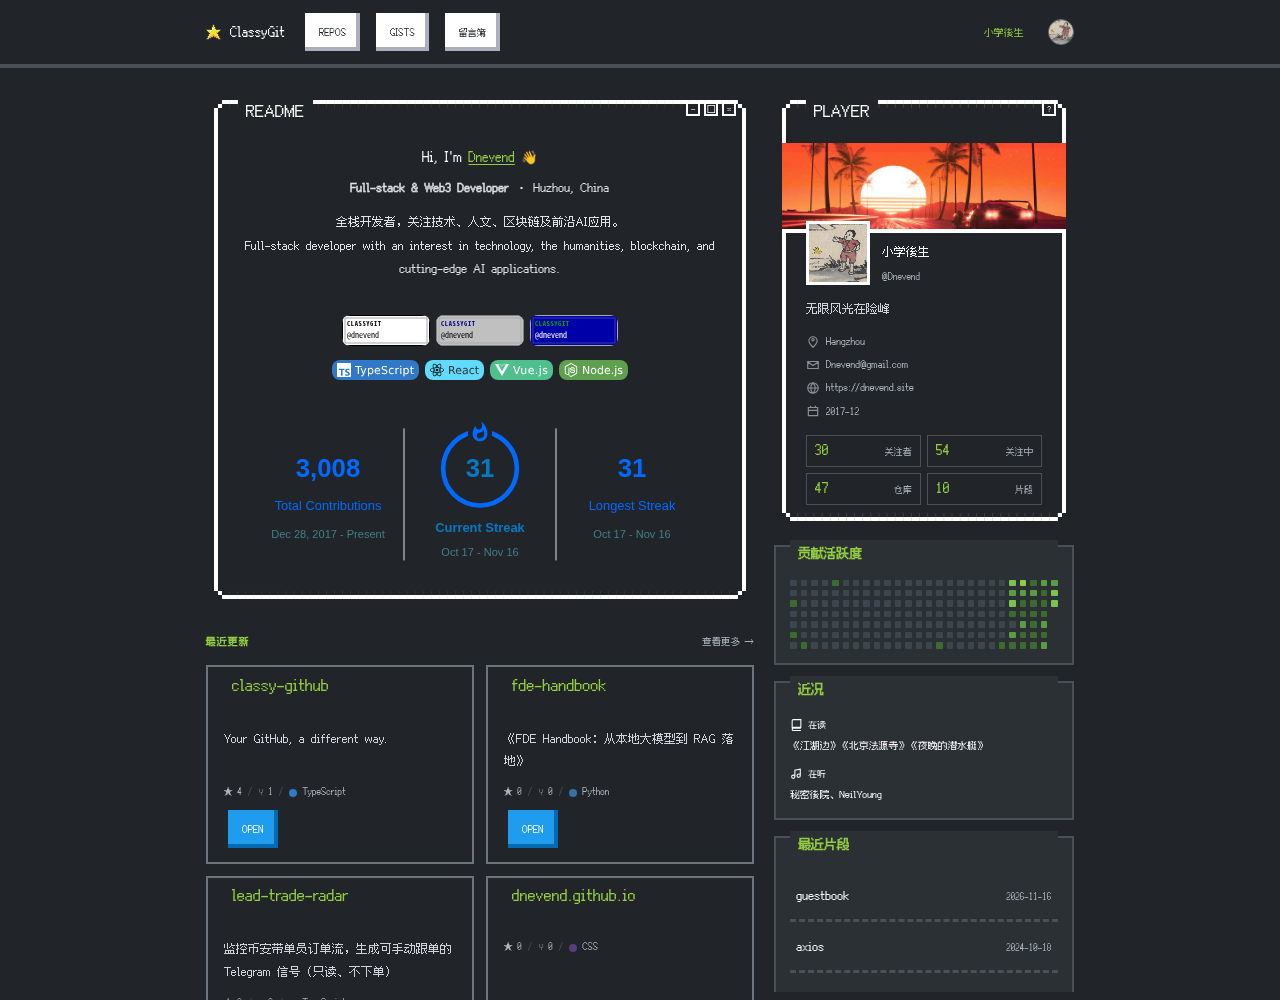 ClassyGit
REPOS
GISTS
留言簿
小学後生
README
Hi, I'm Dnevend 👋
Full-stack & Web3 Developer · Huzhou, China
全栈开发者，关注技术、人文、区块链及前沿AI应用。
Full-stack developer with an interest in technology, the humanities, blockchain, and
cutting-edge AI applications.
CLASSYGIT
@dnevend
CLASSYGIT
@dnevend
CLASSYGIT
@dnevend
TS TypeScript
React
Vue.js
Node.js
3,008
Total Contributions
Dec 28, 2017 - Present
31
Current Streak
Oct 17 - Nov 16
31
Longest Streak
Oct 17 - Nov 16
最近更新
查看更多 →
classy-github
Your GitHub, a different way.
★ 4 / ⑂ 1 / TypeScript
OPEN
fde-handbook
《FDE Handbook：从本地大模型到 RAG 落
地》
★ 0 / ⑂ 0 / Python
OPEN
lead-trade-radar
监控币安带单员订单流，生成可手动跟单的
Telegram 信号（只读、不下单）
dnevend.github.io
★ 0 / ⑂ 0 / CSS
PLAYER
?
小学後生
@Dnevend
无限风光在险峰
Hangzhou
Dnevend@gmail.com
https://dnevend.site
2017-12
30 关注者
54 关注中
47 仓库
10 片段
贡献活跃度
近况
在读
《江湖边》《北京法源寺》《夜晚的潜水艇》
在听
秘密後院、NeilYoung
最近片段
guestbook
2026-11-16
axios
2024-10-18